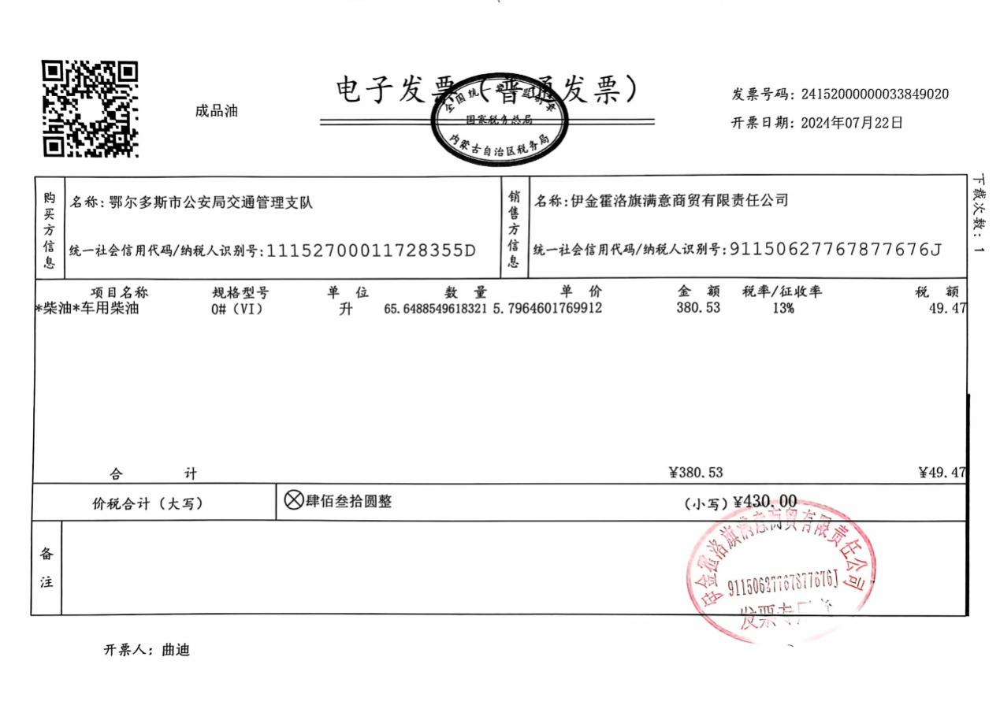 电子发票（普通发票）
全国统一发票监制章
国家税务总局
内蒙古自治区税务局
成品油
发票号码：24152000000033849020
开票日期：2024年07月22日
下载次数：1
购买方信息
名称：鄂尔多斯市公安局交通管理支队
统一社会信用代码/纳税人识别号：11152700011728355D
销售方信息
名称：伊金霍洛旗满意商贸有限责任公司
统一社会信用代码/纳税人识别号：91150627767877676J
项目名称 规格型号 单位 数量 单价 金额 税率/征收率 税额
*柴油*车用柴油 0#（VI） 升 65.6488549618321 5.7964601769912 380.53 13% 49.47
合计 ¥380.53 ¥49.47
价税合计（大写） ⊗肆佰叁拾圆整 （小写）¥430.00
备注
伊金霍洛旗满意商贸有限责任公司
91150627767877676J
发票专用章
开票人：曲迪